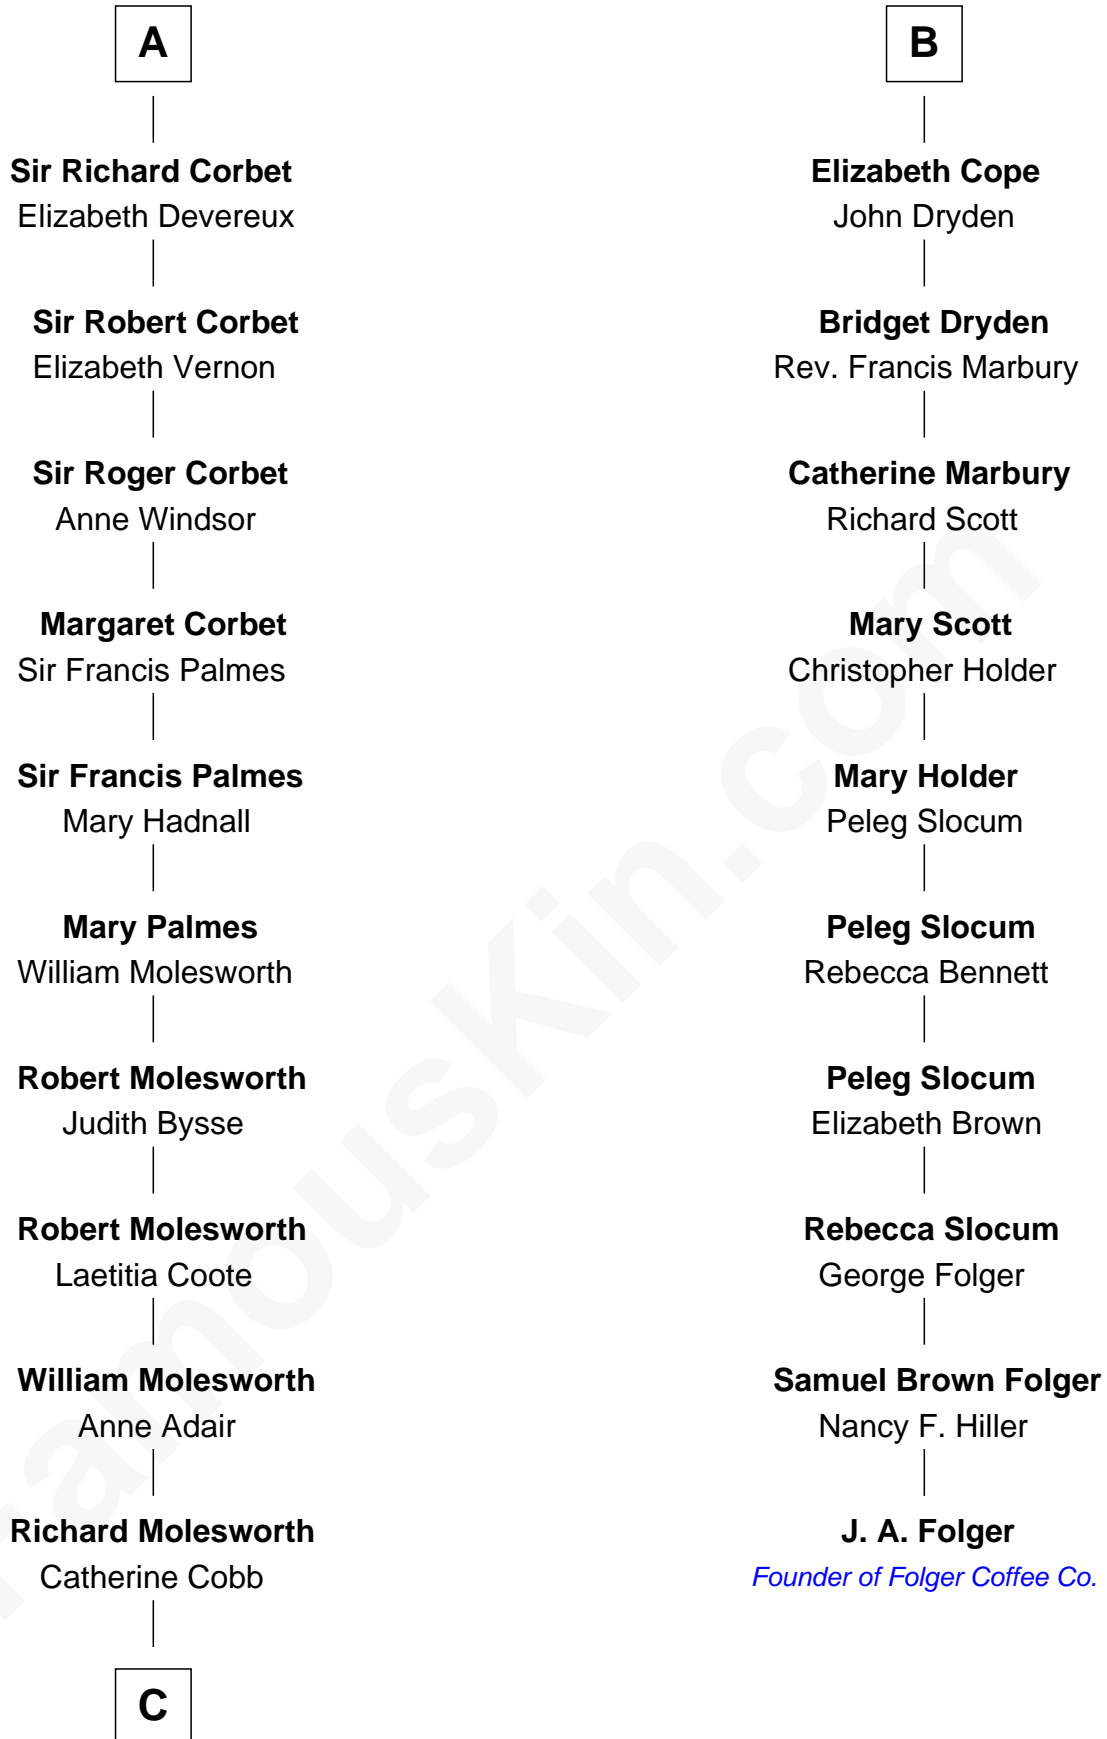 A
Sir Richard Corbet
Elizabeth Devereux
Sir Robert Corbet
Elizabeth Vernon
Sir Roger Corbet
Anne Windsor
Margaret Corbet
Sir Francis Palmes
Sir Francis Palmes
Mary Hadnall
Mary Palmes
William Molesworth
Robert Molesworth
Judith Bysse
Robert Molesworth
Laetitia Coote
William Molesworth
Anne Adair
Richard Molesworth
Catherine Cobb
C
B
Elizabeth Cope
John Dryden
Bridget Dryden
Rev. Francis Marbury
Catherine Marbury
Richard Scott
Mary Scott
Christopher Holder
Mary Holder
Peleg Slocum
Peleg Slocum
Rebecca Bennett
Peleg Slocum
Elizabeth Brown
Rebecca Slocum
George Folger
Samuel Brown Folger
Nancy F. Hiller
J. A. Folger
Founder of Folger Coffee Co.
FamousKin.com